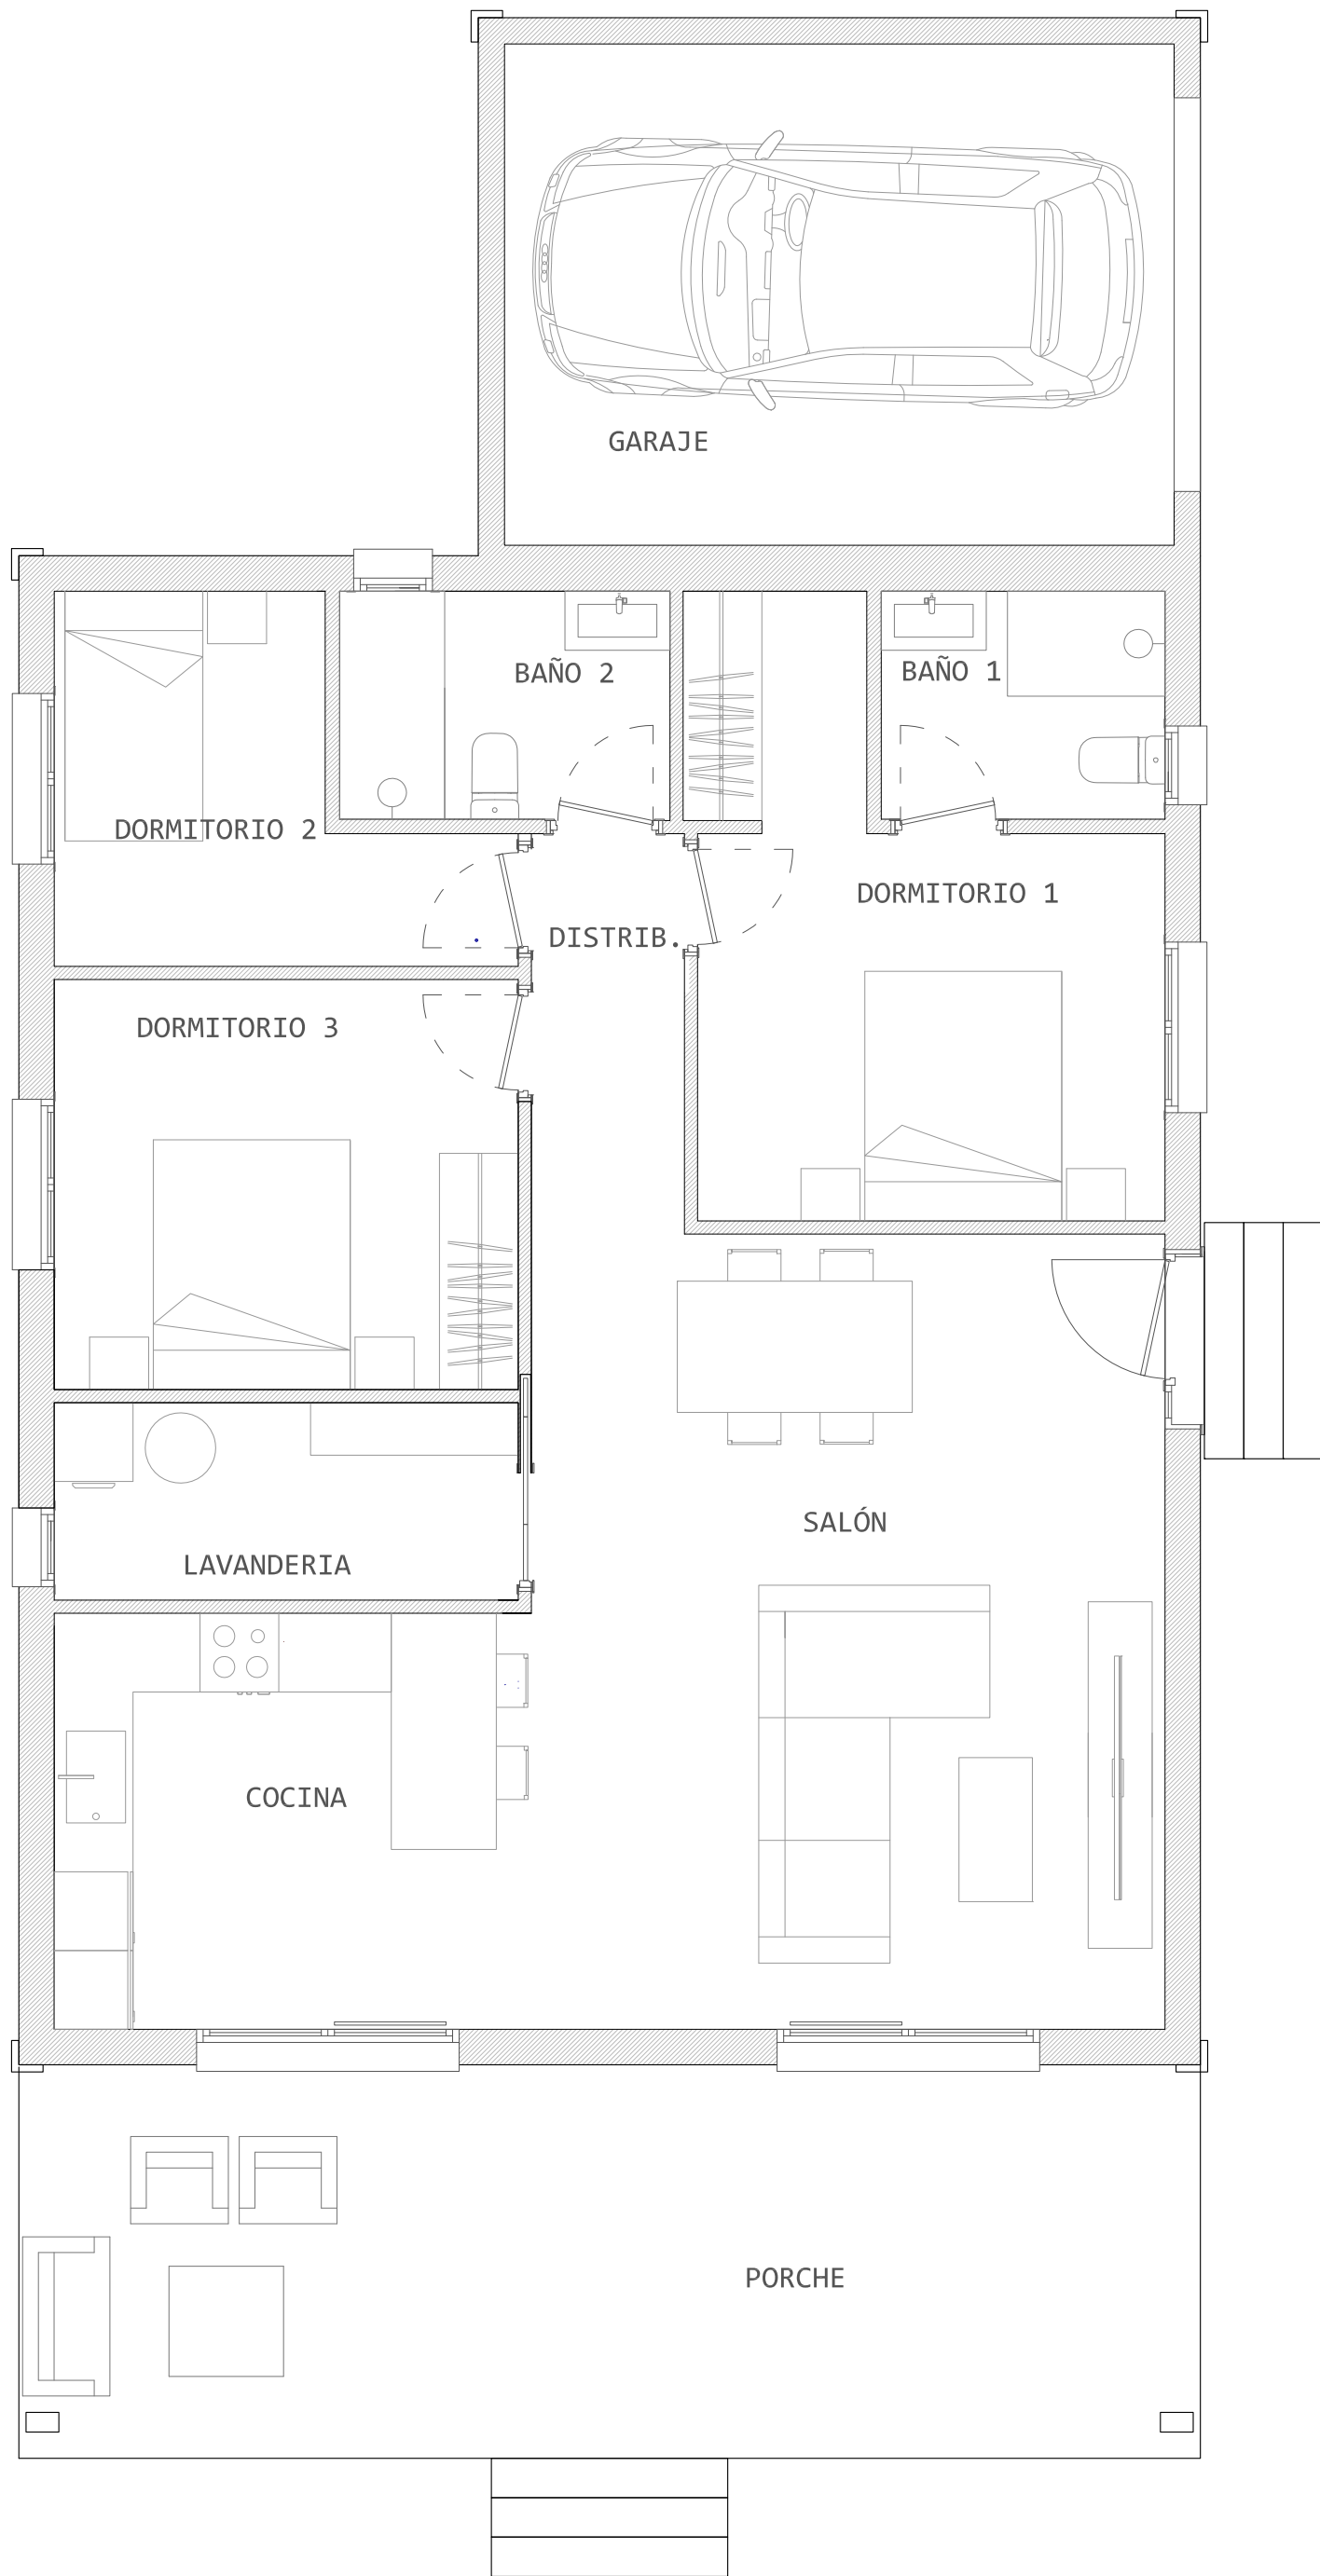 GARAJE
BAÑO 2
BAÑO 1
DORMITORIO 2
DORMITORIO 1
DISTRIB.
DORMITORIO 3
SALÓN
LAVANDERIA
COCINA
PORCHE